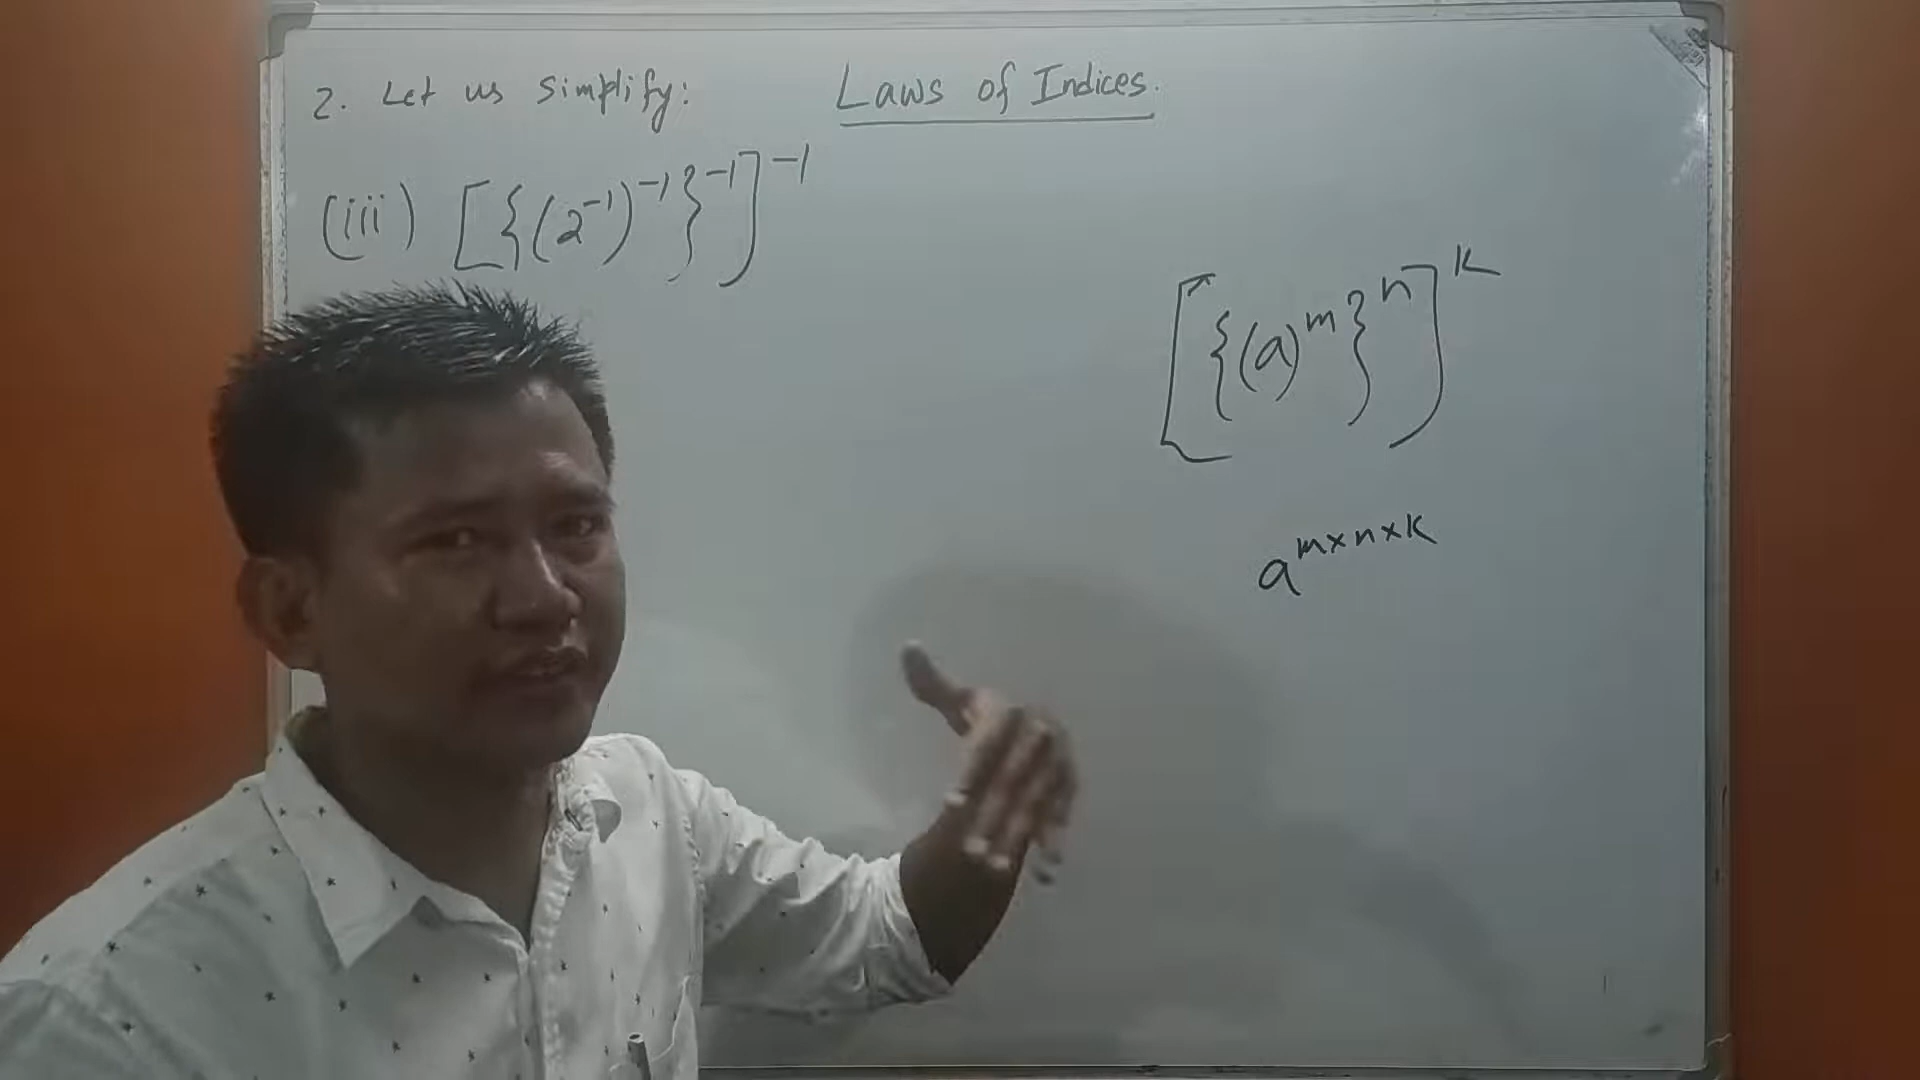 2. Let us simplify:
Laws of Indices.
(iii) [{(2⁻¹)⁻¹}⁻¹]⁻¹
[{(a)ᵐ}ⁿ]ᵏ
aᵐˣⁿˣᵏ